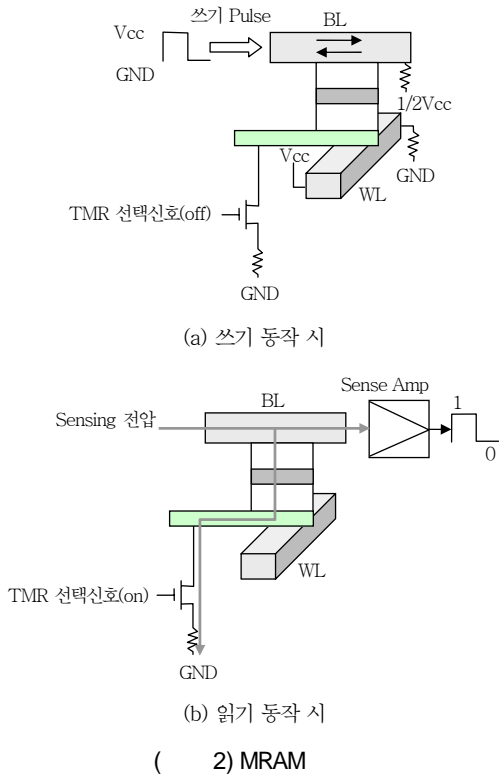 쓰기 Pulse
BL
Vcc
GND
1/2Vcc
Vcc
GND
WL
TMR 선택신호(off)
GND
(a) 쓰기 동작 시
Sense Amp
BL
Sensing 전압
1
0
WL
TMR 선택신호(on)
GND
(b) 읽기 동작 시
( 2) MRAM